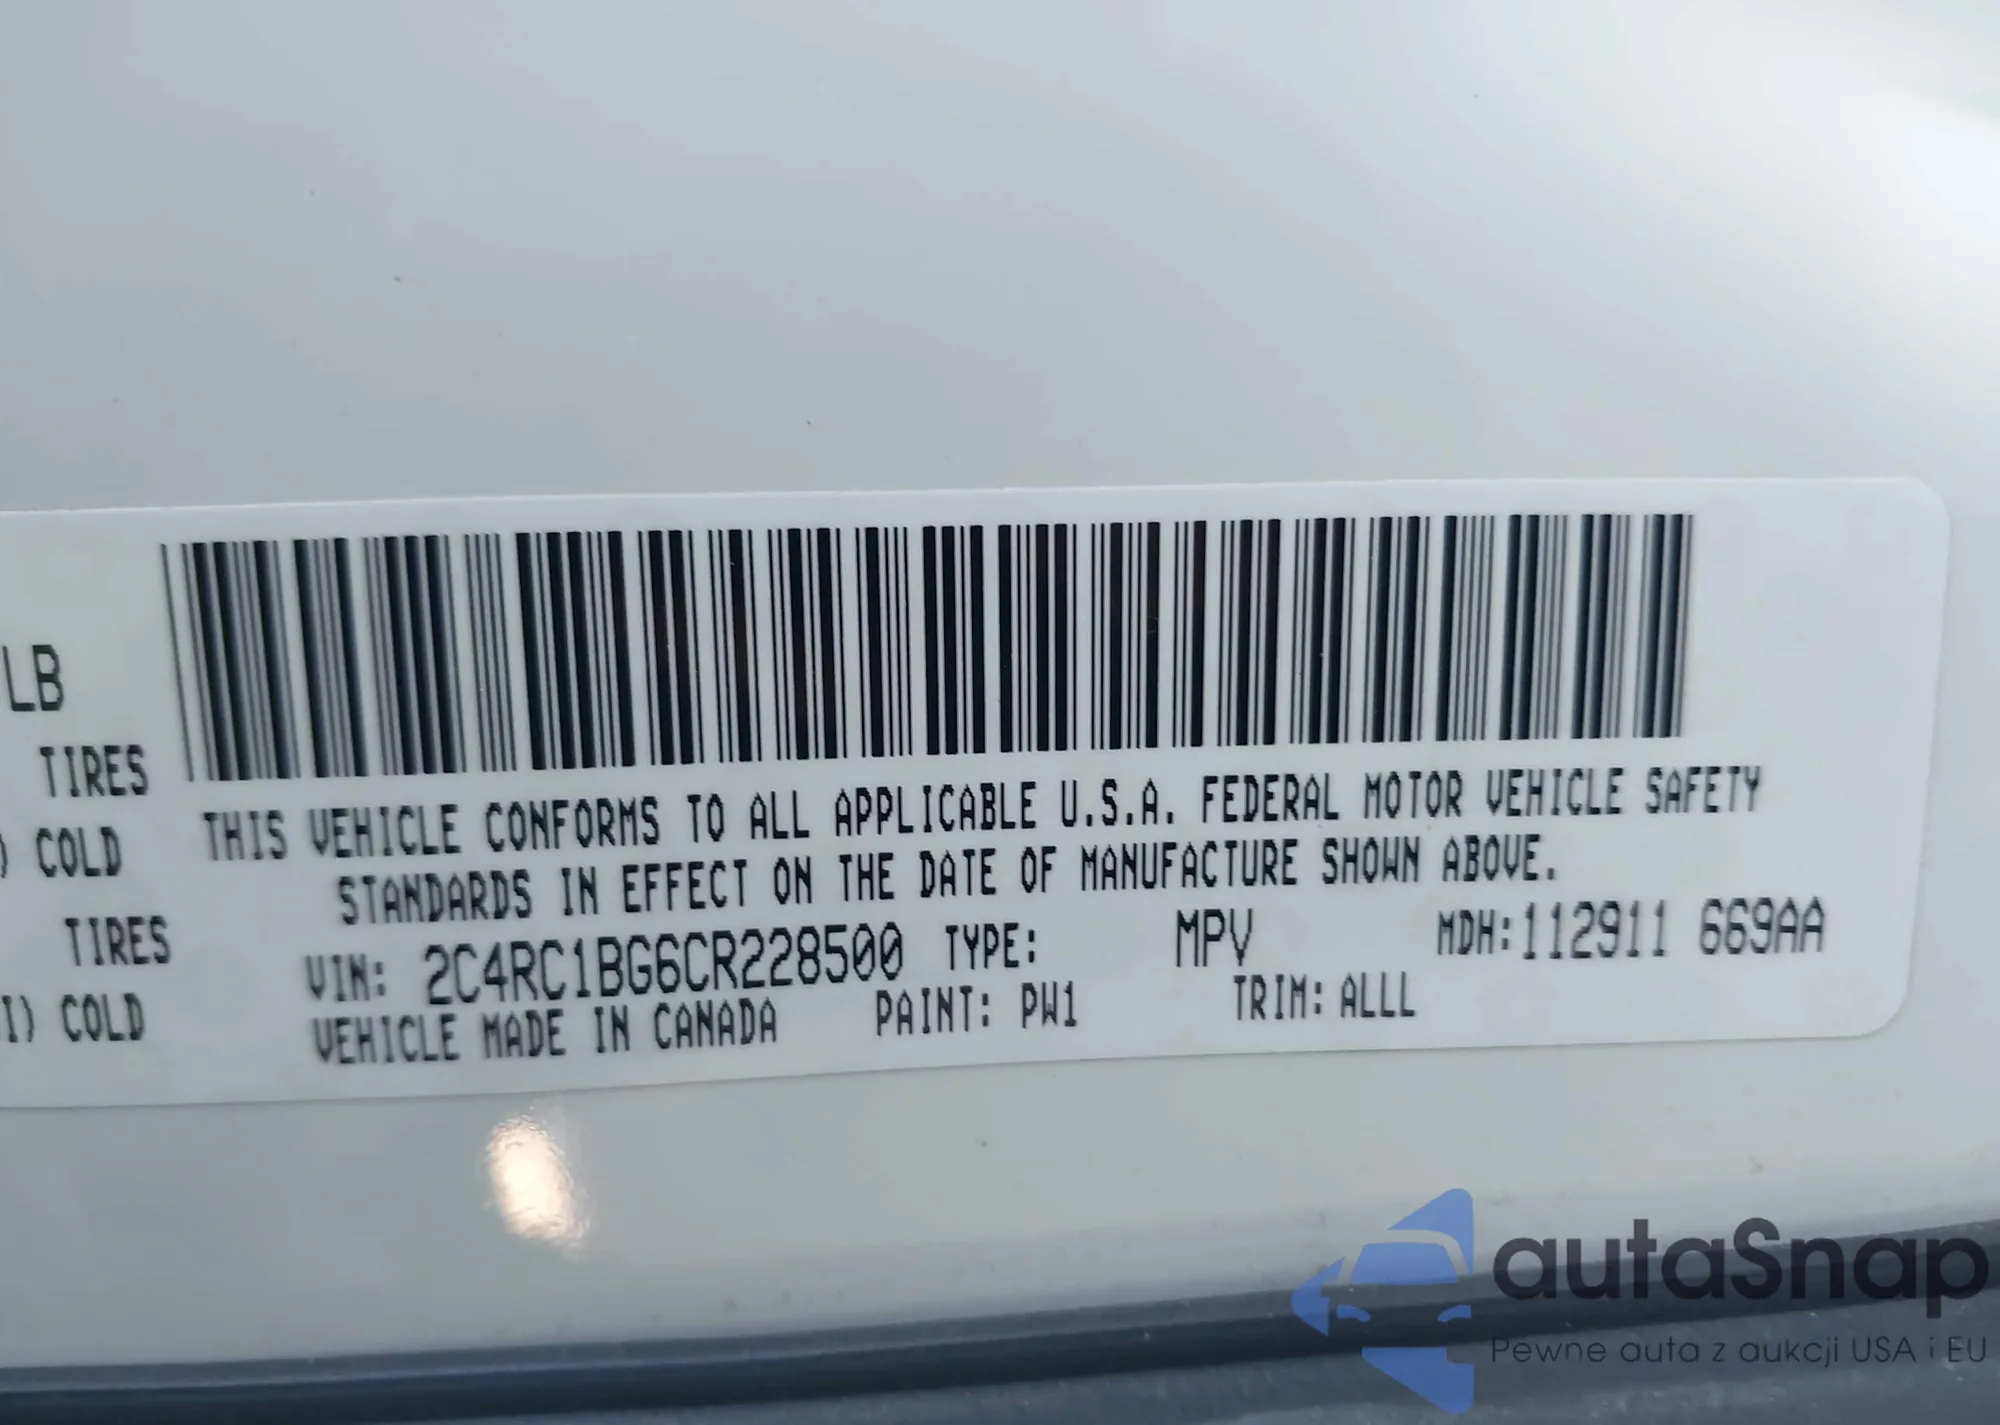 LB
TIRES
) COLD
TIRES
I) COLD
THIS VEHICLE CONFORMS TO ALL APPLICABLE U.S.A. FEDERAL MOTOR VEHICLE SAFETY
STANDARDS IN EFFECT ON THE DATE OF MANUFACTURE SHOWN ABOVE.
VIN: 2C4RC1BG6CR228500 TYPE: MPV MDH:112911 669AA
VEHICLE MADE IN CANADA PAINT: PW1 TRIM: ALLL
autaSnap
Pewne auta z aukcji USA i EU